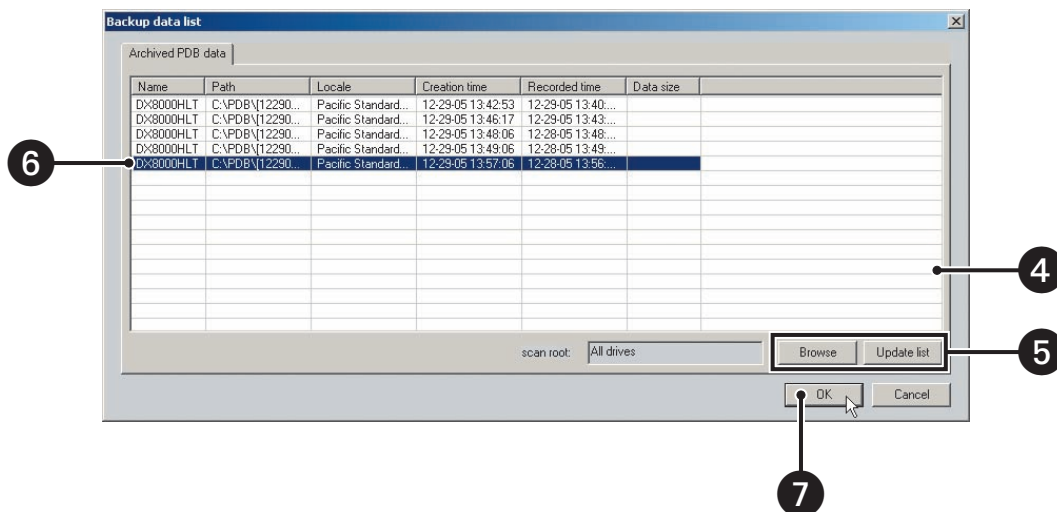 Backup data list
Archived PDB data
Name Path Locale Creation time Recorded time Data size
DX8000HLT C:\PDB\[12290... Pacific Standard... 12-29-05 13:42:53 12-29-05 13:40:...
DX8000HLT C:\PDB\[12290... Pacific Standard... 12-29-05 13:46:17 12-29-05 13:43:...
DX8000HLT C:\PDB\[12290... Pacific Standard... 12-29-05 13:48:06 12-28-05 13:48:...
DX8000HLT C:\PDB\[12290... Pacific Standard... 12-29-05 13:49:06 12-28-05 13:49:...
6 DX8000HLT C:\PDB\[12290... Pacific Standard... 12-29-05 13:57:06 12-28-05 13:56:...
4
scan root: All drives Browse Update list 5
OK Cancel
7